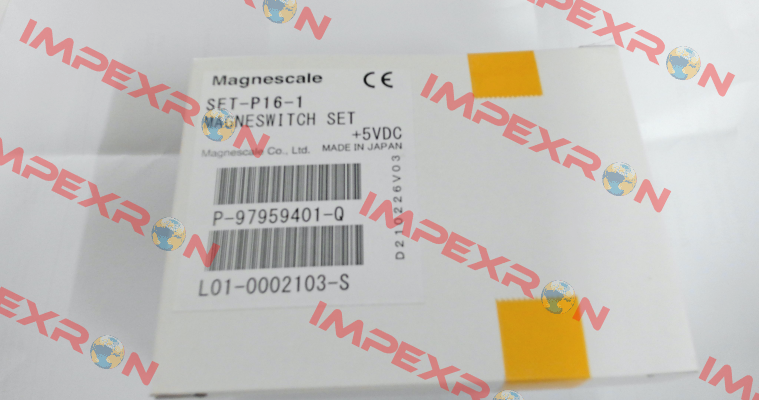 Magnescale CE
SET-P16-1
MAGNESWITCH SET
+5VDC
Magnescale Co., Ltd. MADE IN JAPAN
P-97959401-Q
L01-0002103-S
D210226V03
IMPEXRON
IMPEXRON
IMPEXRON
IMPEXRON
IMPEXRON
IMPEXRON
IMPEXRON